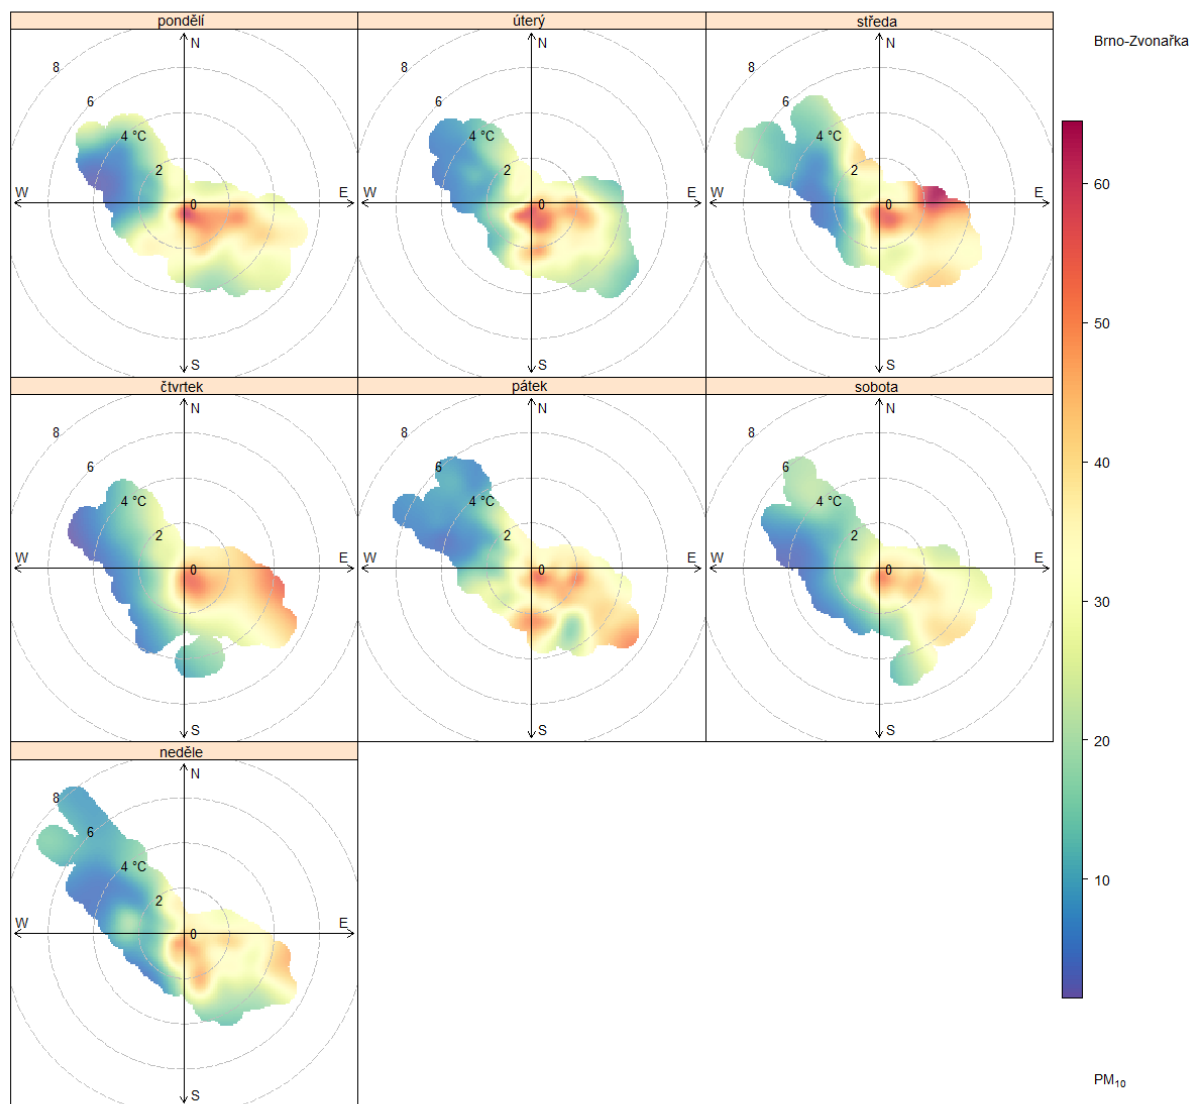 pondělí
úterý
středa
Brno-Zvonařka
N
8
6
4 °C
2
W
0
E
S
N
8
6
4 °C
2
W
0
E
S
N
8
6
4 °C
2
W
0
E
S
čtvrtek
pátek
sobota
N
8
6
4 °C
2
W
0
E
S
N
8
6
4 °C
2
W
0
E
S
N
8
6
4 °C
2
W
0
E
S
neděle
N
8
6
4 °C
2
W
0
E
S
60
50
40
30
20
10
PM₁₀